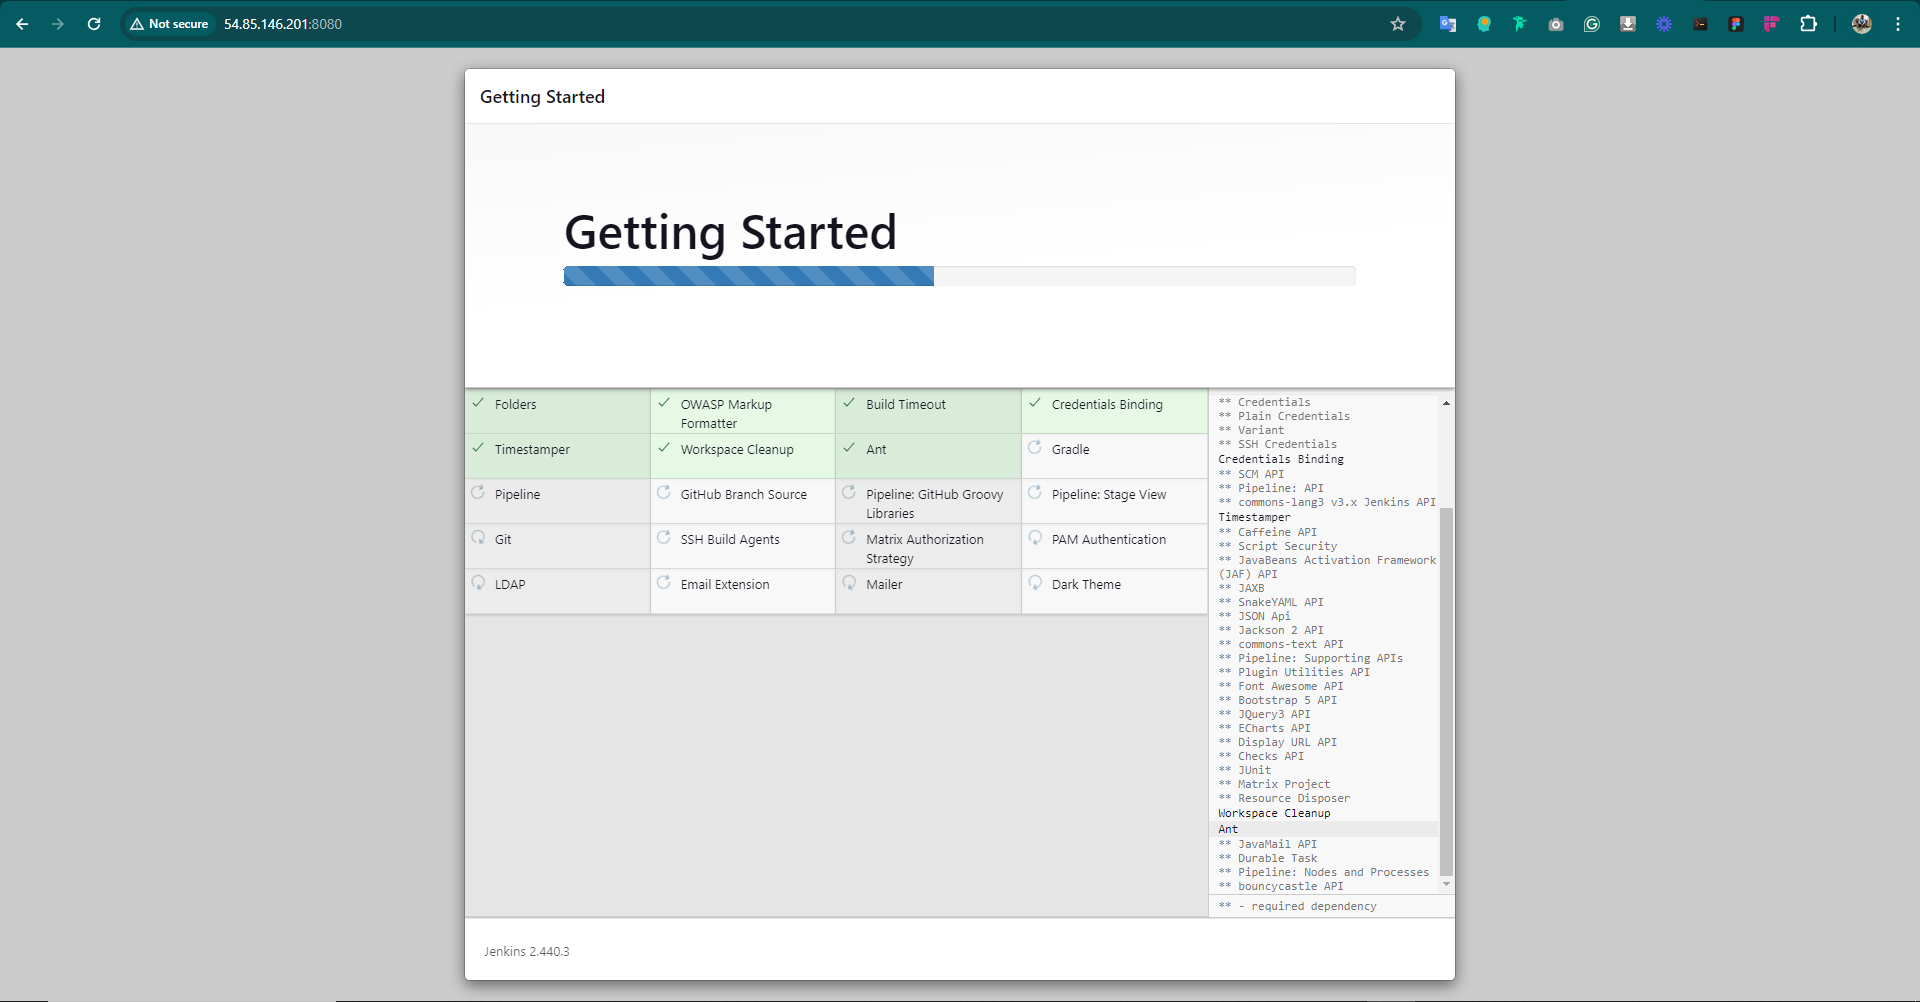 Not secure 54.85.146.201:8080
Getting Started
Getting Started
Folders
OWASP Markup
Formatter
Build Timeout
Credentials Binding
Timestamper
Workspace Cleanup
Ant
Gradle
Pipeline
GitHub Branch Source
Pipeline: GitHub Groovy
Libraries
Pipeline: Stage View
Git
SSH Build Agents
Matrix Authorization
Strategy
PAM Authentication
LDAP
Email Extension
Mailer
Dark Theme
** Credentials
** Plain Credentials
** Variant
** SSH Credentials
Credentials Binding
** SCM API
** Pipeline: API
** commons-lang3 v3.x Jenkins API
Timestamper
** Caffeine API
** Script Security
** JavaBeans Activation Framework
(JAF) API
** JAXB
** SnakeYAML API
** JSON Api
** Jackson 2 API
** commons-text API
** Pipeline: Supporting APIs
** Plugin Utilities API
** Font Awesome API
** Bootstrap 5 API
** JQuery3 API
** ECharts API
** Display URL API
** Checks API
** JUnit
** Matrix Project
** Resource Disposer
Workspace Cleanup
Ant
** JavaMail API
** Durable Task
** Pipeline: Nodes and Processes
** bouncycastle API
** - required dependency
Jenkins 2.440.3